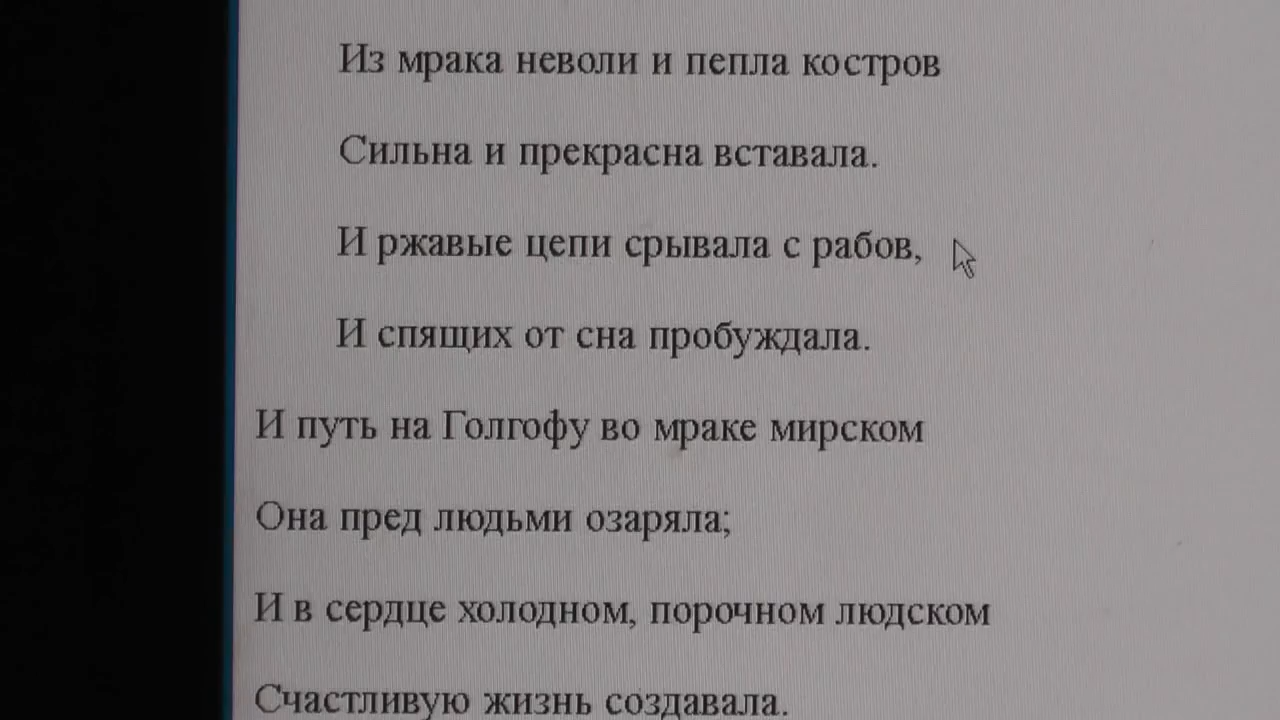 Из мрака неволи и пепла костров
Сильна и прекрасна вставала.
И ржавые цепи срывала с рабов,
И спящих от сна пробуждала.
И путь на Голгофу во мраке мирском
Она пред людьми озаряла;
И в сердце холодном, порочном людском
Счастливую жизнь создавала.